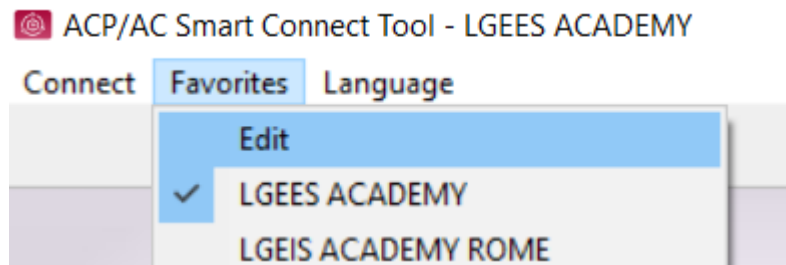 ACP/AC Smart Connect Tool - LGEES ACADEMY
Connect Favorites Language
Edit
LGEES ACADEMY
LGEIS ACADEMY ROME